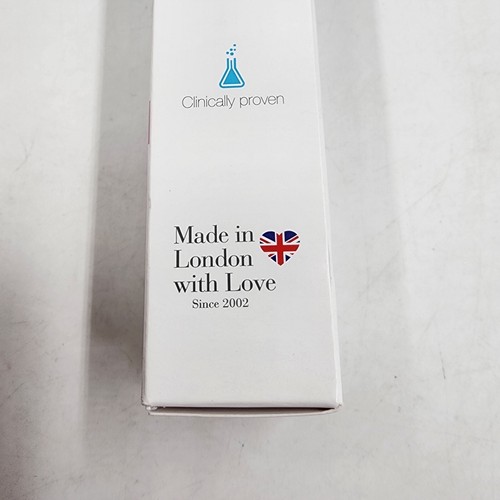 Clinically proven
Made in
London
with Love
Since 2002